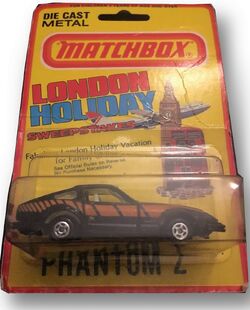 DIE CAST
METAL
MATCHBOX
LONDON
HOLIDAY
SWEEPSTAKES
London Holiday Vacation
for Family
See Official Rules on Reverse
No Purchase Necessary
PHANTOM Z